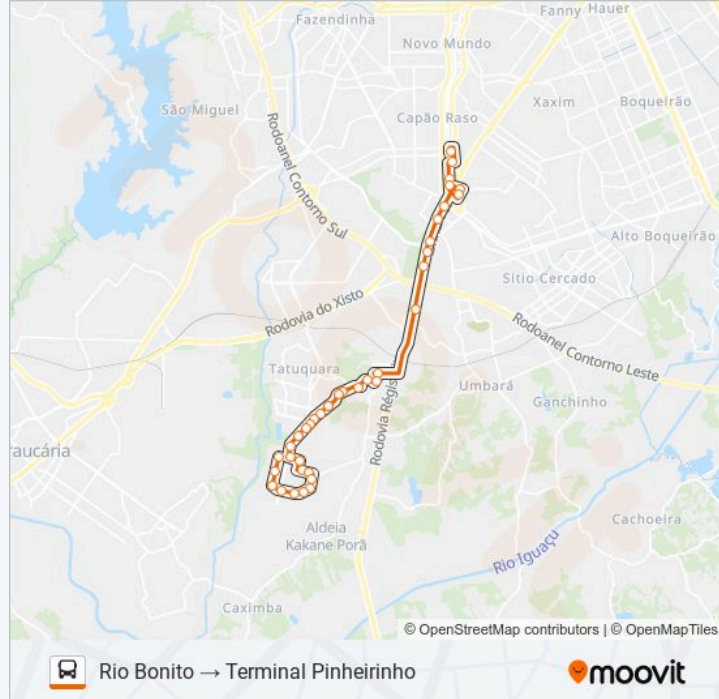 Fazendinha
Fanny
Hauer
Novo Mundo
São Miguel
Capão Raso
Xaxim
Boqueirão
Rodoanel Contorno Sul
Alto Boqueirão
Sítio Cercado
Rodovia do Xisto
Rodoanel Contorno Leste
Tatuquara
Umbará
Ganchinho
Rodovia Régis
raucária
Aldeia
Kakane Porã
Cachoeira
Rio Iguaçu
Caximba
© OpenStreetMap contributors | © OpenMapTiles
Rio Bonito → Terminal Pinheirinho
moovit